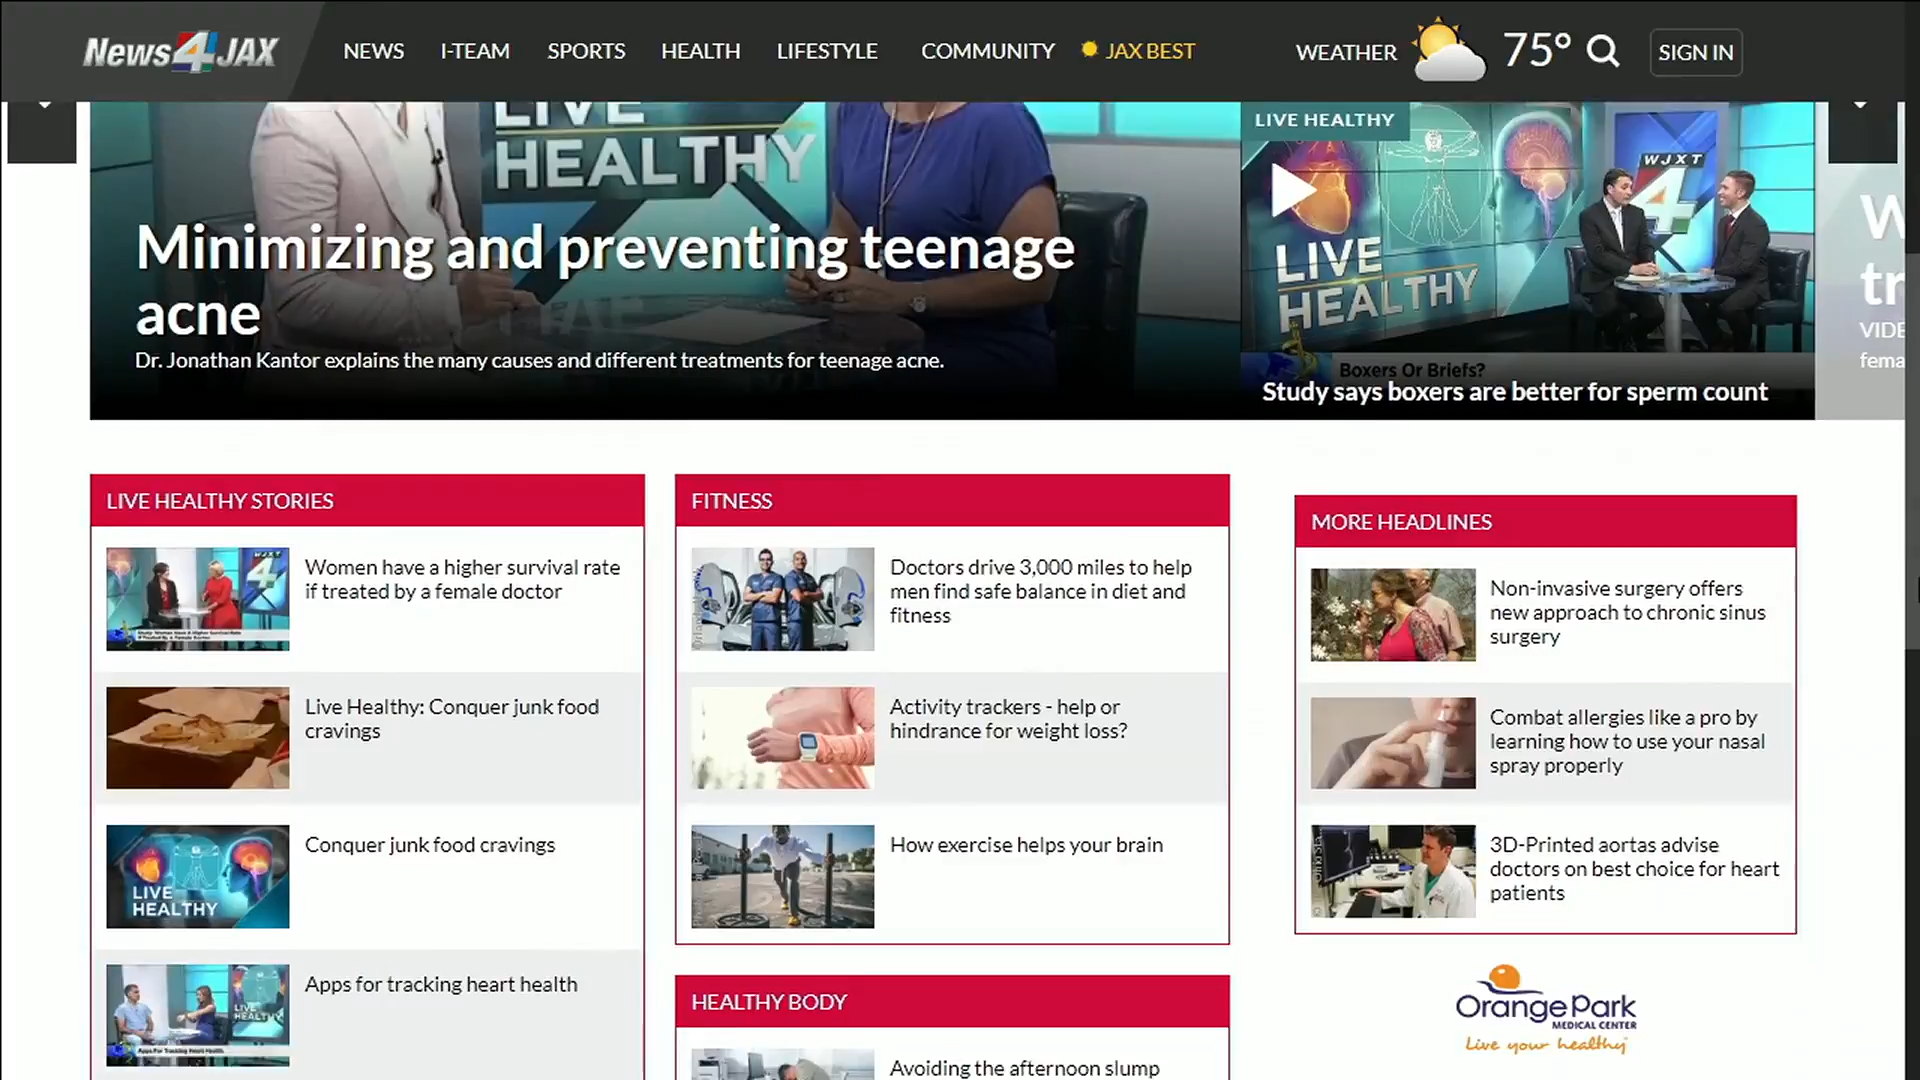 News4JAX
NEWS
I-TEAM
SPORTS
HEALTH
LIFESTYLE
COMMUNITY
JAX BEST
WEATHER
75°
SIGN IN
LIVE
HEALTHY
Minimizing and preventing teenage
acne
Dr. Jonathan Kantor explains the many causes and different treatments for teenage acne.
LIVE HEALTHY
WJXT
4
LIVE
HEALTHY
Boxers Or Briefs?
Study says boxers are better for sperm count
VIDE
fema
LIVE HEALTHY STORIES
Women have a higher survival rate
if treated by a female doctor
Live Healthy: Conquer junk food
cravings
Conquer junk food cravings
LIVE
HEALTHY
Apps for tracking heart health
FITNESS
Doctors drive 3,000 miles to help
men find safe balance in diet and
fitness
Activity trackers - help or
hindrance for weight loss?
How exercise helps your brain
HEALTHY BODY
Avoiding the afternoon slump
MORE HEADLINES
Non-invasive surgery offers
new approach to chronic sinus
surgery
Combat allergies like a pro by
learning how to use your nasal
spray properly
3D-Printed aortas advise
doctors on best choice for heart
patients
Orange Park
MEDICAL CENTER
Live your healthy